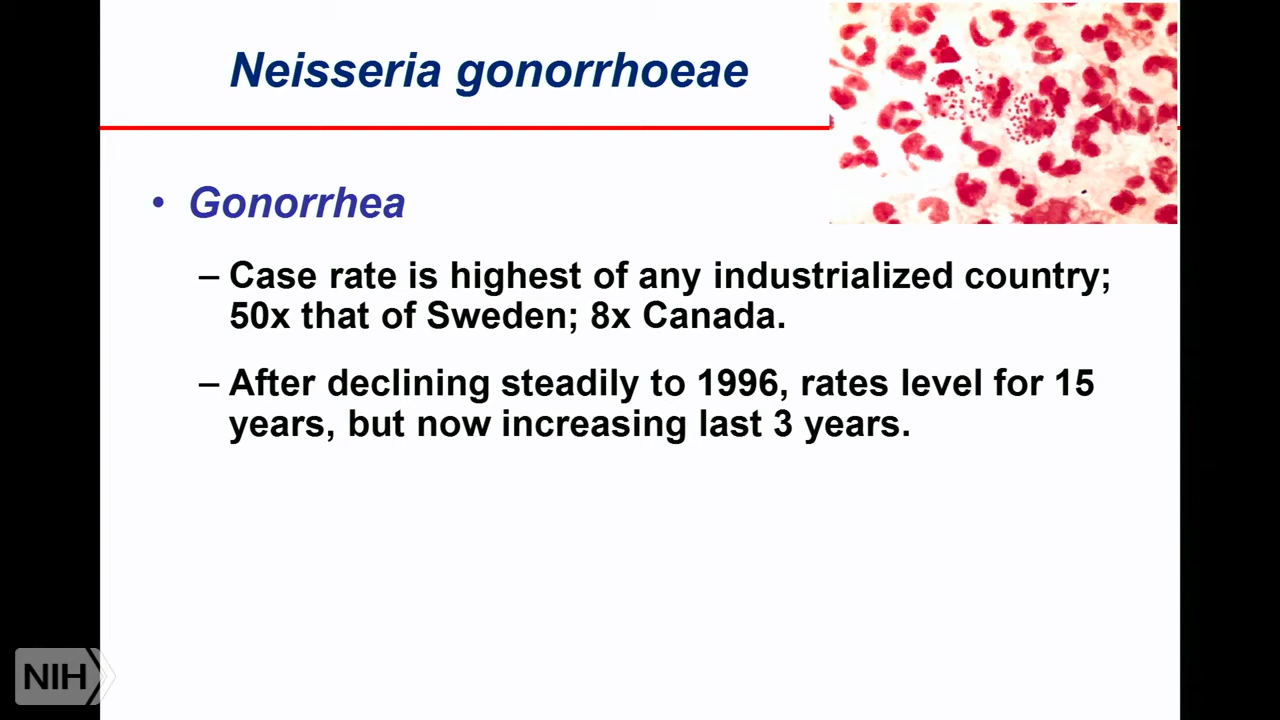 Neisseria gonorrhoeae
• Gonorrhea
– Case rate is highest of any industrialized country;
50x that of Sweden; 8x Canada.
– After declining steadily to 1996, rates level for 15
years, but now increasing last 3 years.
NIH